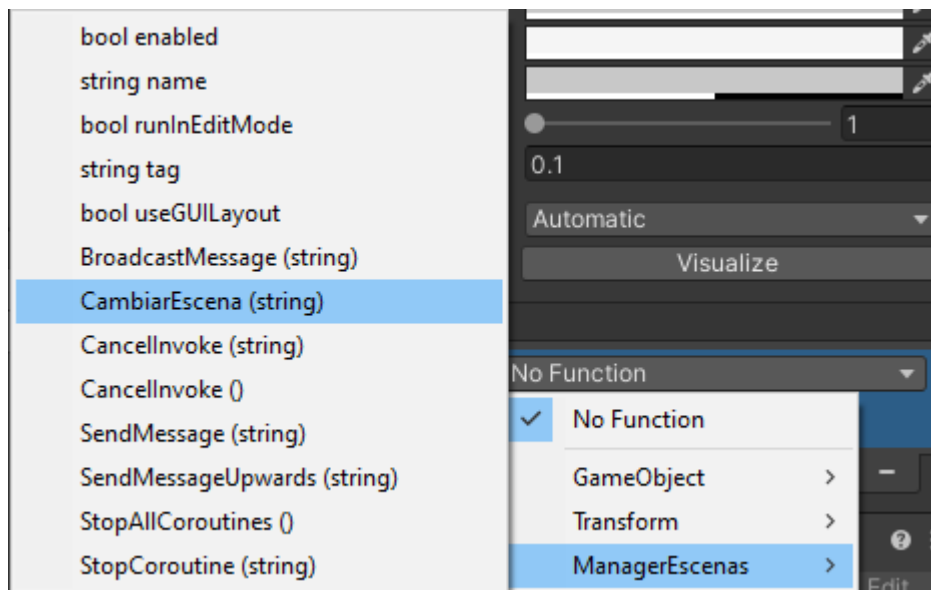 bool enabled
string name
bool runInEditMode
string tag
bool useGUILayout
BroadcastMessage (string)
CambiarEscena (string)
CancelInvoke (string)
CancelInvoke ()
SendMessage (string)
SendMessageUpwards (string)
StopAllCoroutines ()
StopCoroutine (string)
1
0.1
Automatic
Visualize
No Function
No Function
GameObject
Transform
ManagerEscenas
Edit